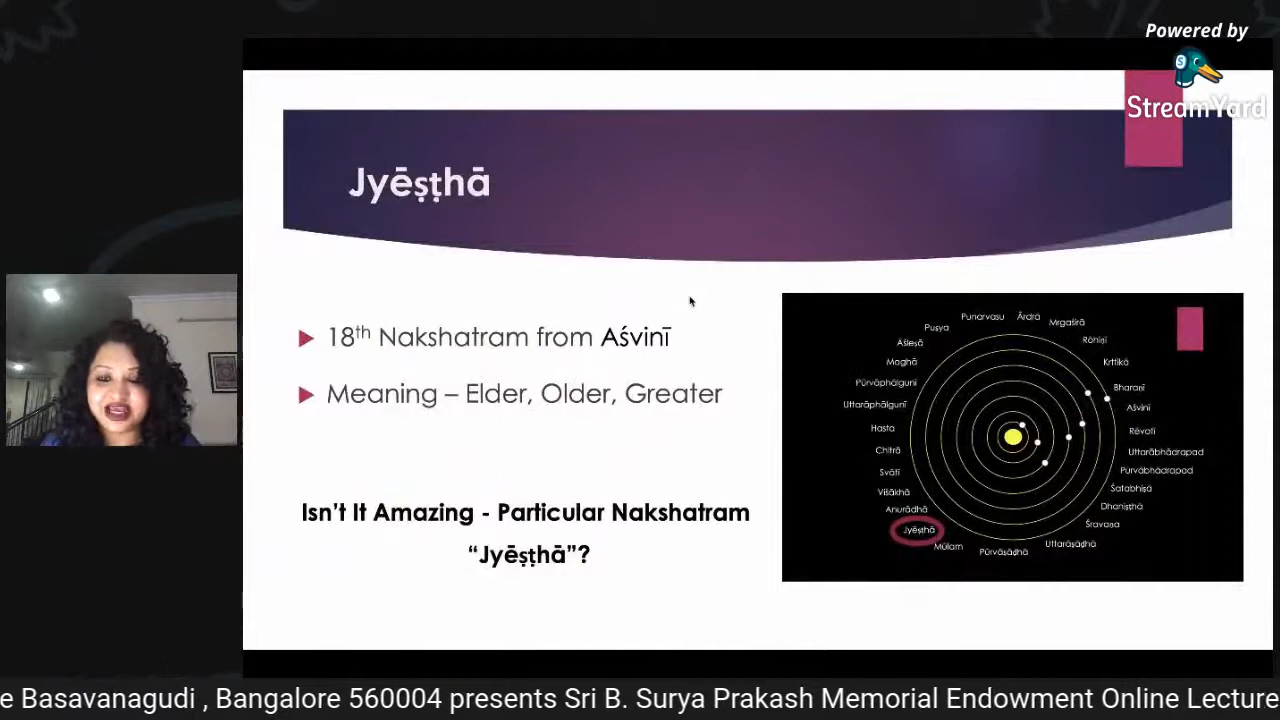 Powered by
StreamYard
Jyēṣṭhā
18th Nakshatram from Aśvinī
Meaning – Elder, Older, Greater
Isn't It Amazing - Particular Nakshatram
“Jyēṣṭhā”?
Punarvasu
Ārdrā
Mṛgaśirā
Puṣya
Rōhiṇī
Āśleṣā
Kṛttikā
Maghā
Bharaṇī
Pūrvāphālgunī
Aśvinī
Uttarāphālgunī
Rēvatī
Hasta
Uttarābhādrapad
Chitrā
Pūrvābhādrapad
Svātī
Śatabhiṣā
Viśākhā
Dhaniṣṭhā
Anurādhā
Śravaṇa
Jyēṣṭhā
Uttarāṣāḍhā
Mūlam
Pūrvāṣāḍhā
e Basavanagudi , Bangalore 560004 presents Sri B. Surya Prakash Memorial Endowment Online Lecture